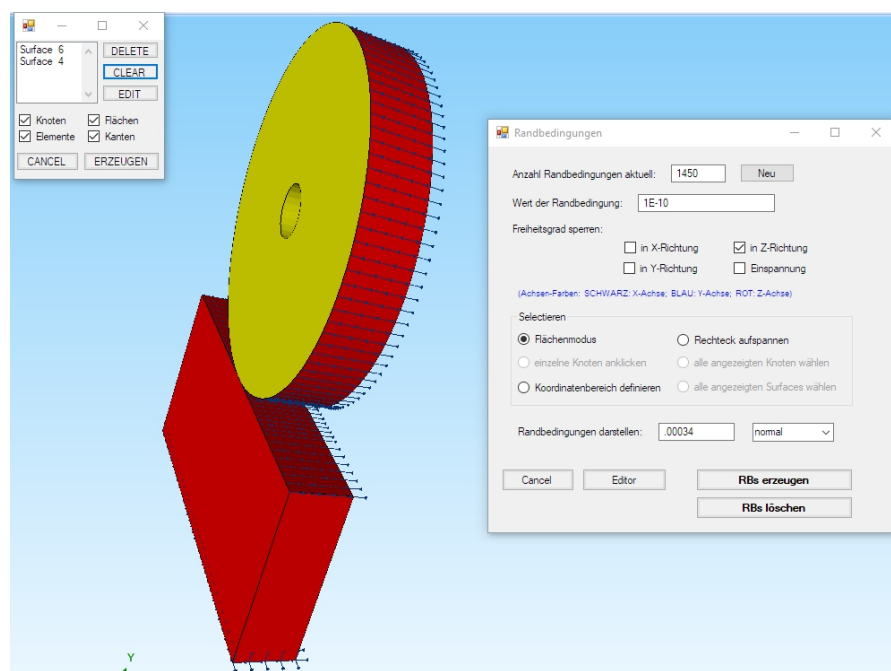 Surface 6
Surface 4
DELETE
CLEAR
EDIT
Knoten Flächen
Elemente Kanten
CANCEL ERZEUGEN
Randbedingungen
Anzahl Randbedingungen aktuell: 1450 Neu
Wert der Randbedingung: 1E-10
Freiheitsgrad sperren:
in X-Richtung in Z-Richtung
in Y-Richtung Einspannung
(Achsen-Farben: SCHWARZ: X-Achse; BLAU: Y-Achse; ROT: Z-Achse)
Selectieren
Flächenmodus Rechteck aufspannen
einzelne Knoten anklicken alle angezeigten Knoten wählen
Koordinatenbereich definieren alle angezeigten Surfaces wählen
Randbedingungen darstellen: .00034 normal
Cancel Editor RBs erzeugen
RBs löschen
Y